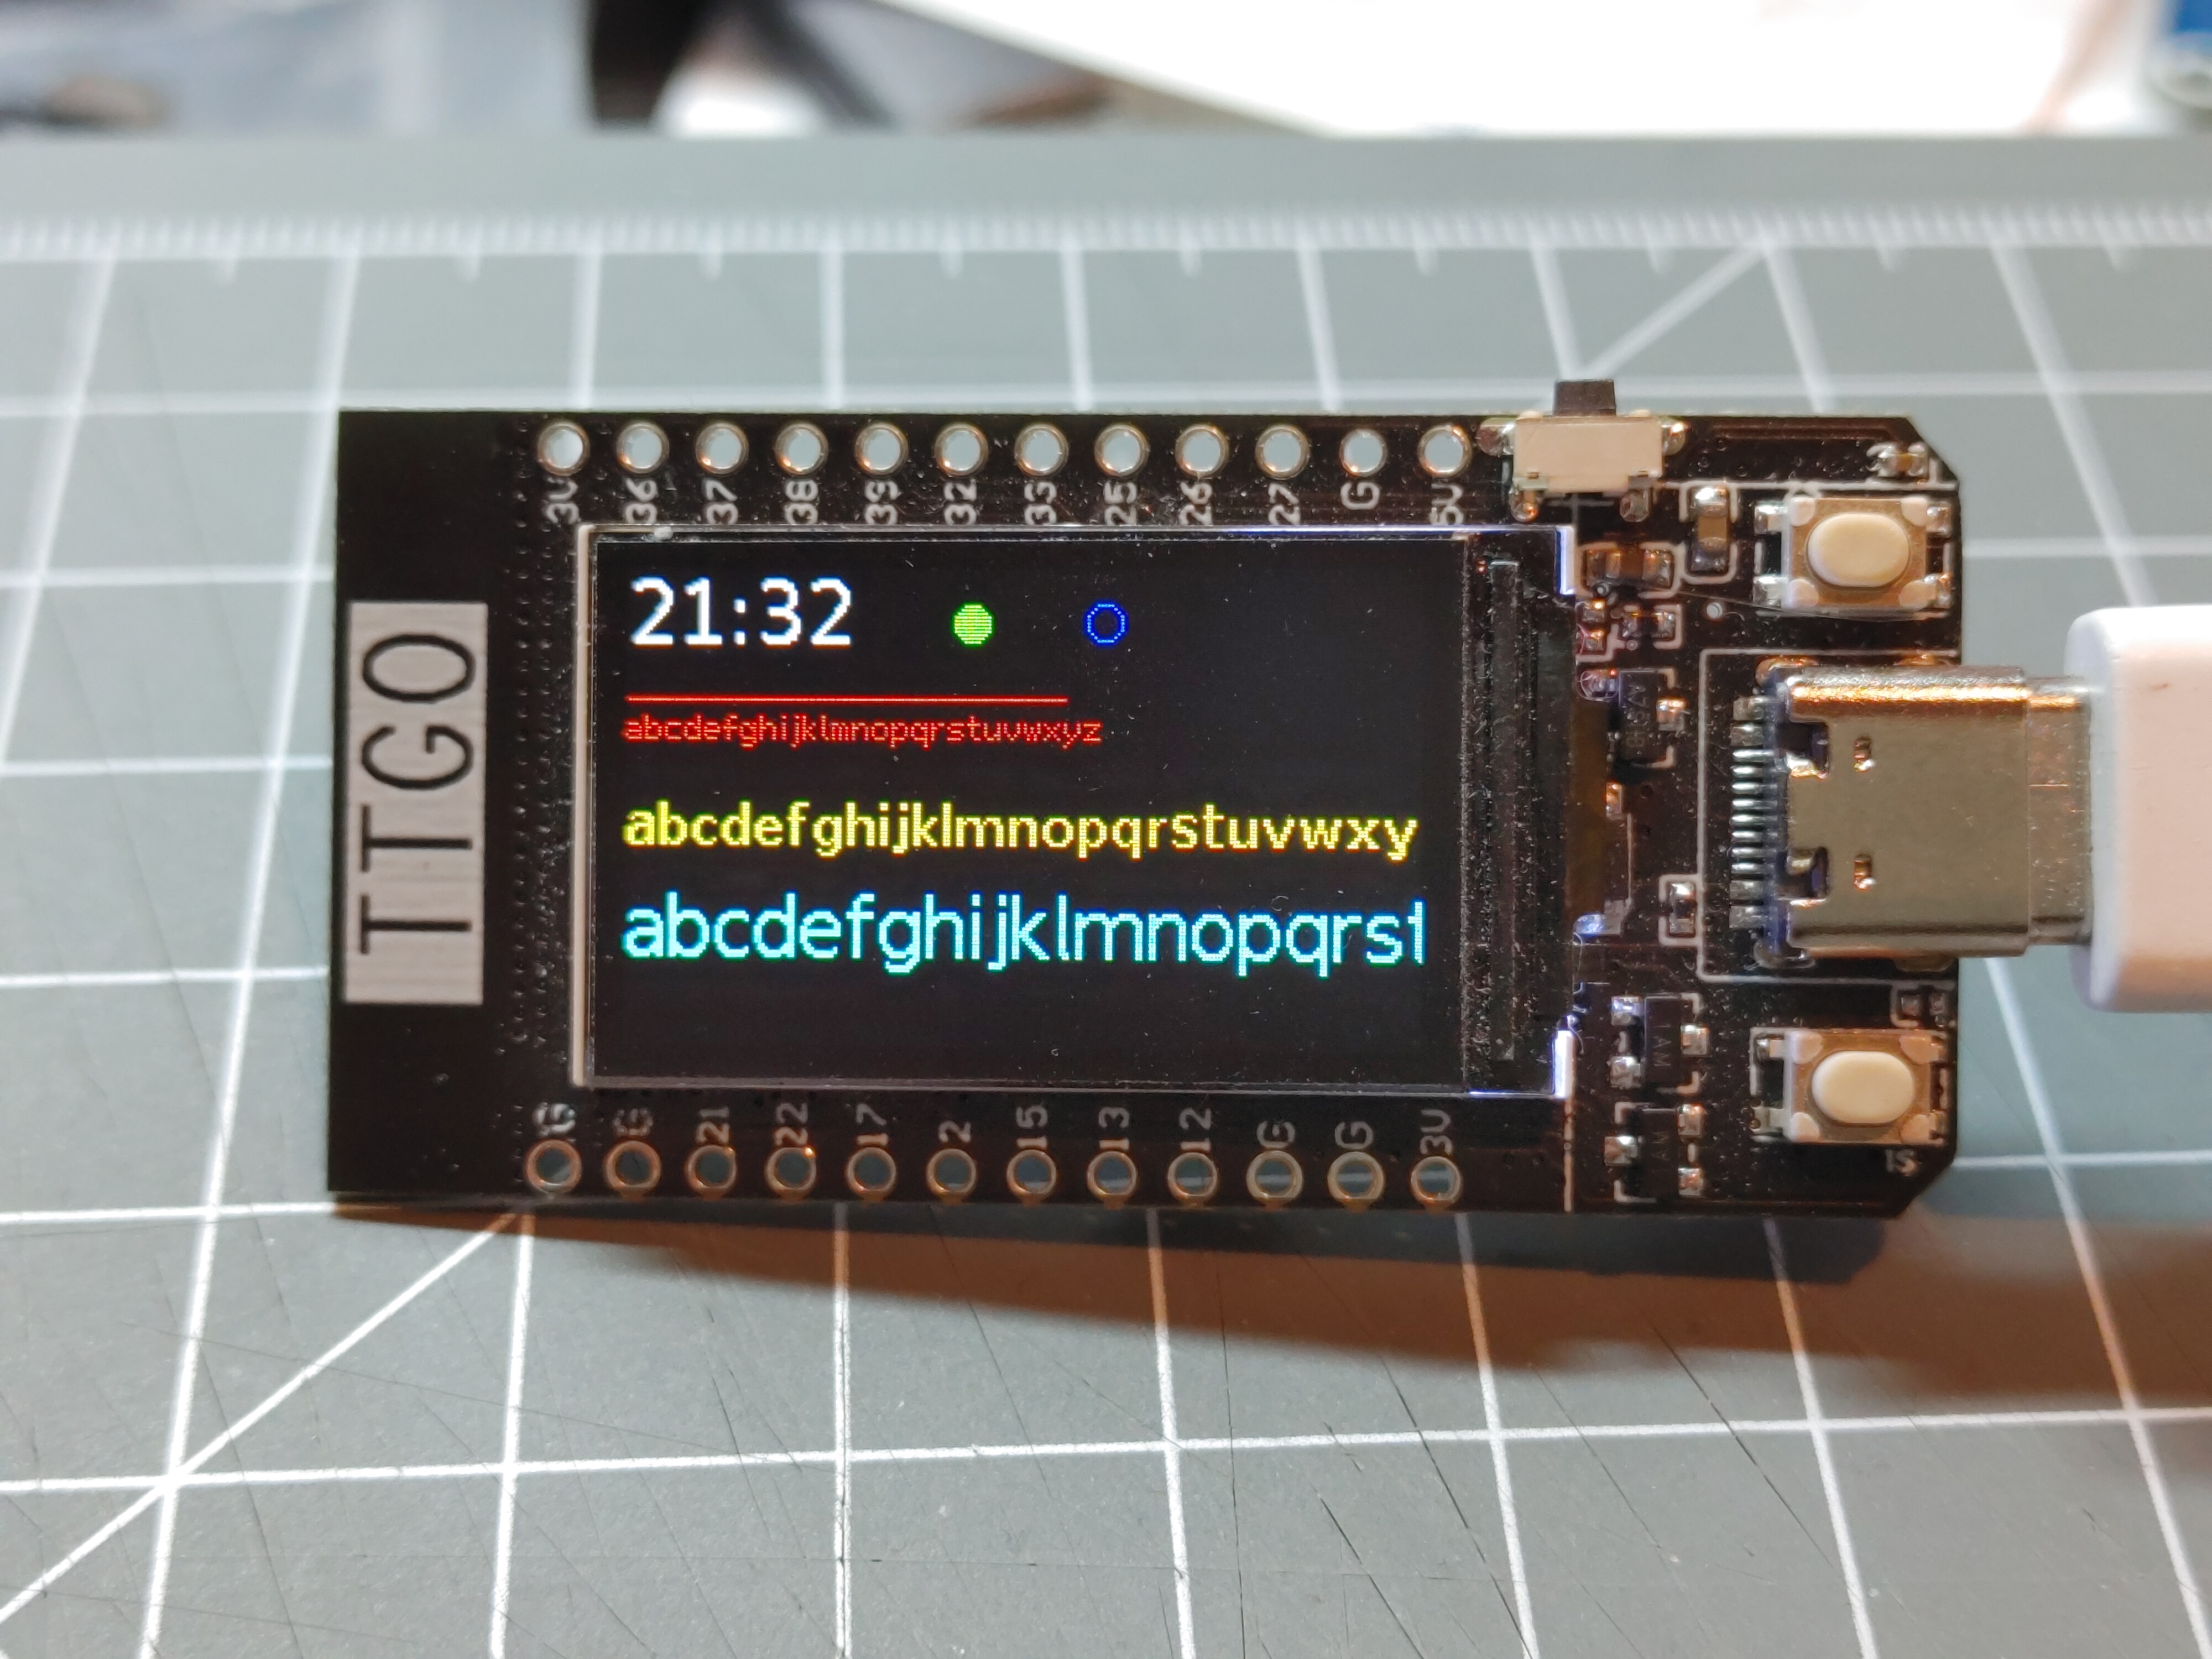 3V 36 37 38 39 32 33 25 26 27 G 5V
TTGO
21:32
abcdefghijklmnopqrstuvwxyz
abcdefghijklmnopqrstuvwxy
abcdefghijklmnopqrst
21 22 17 2 15 13 12 G G 3V